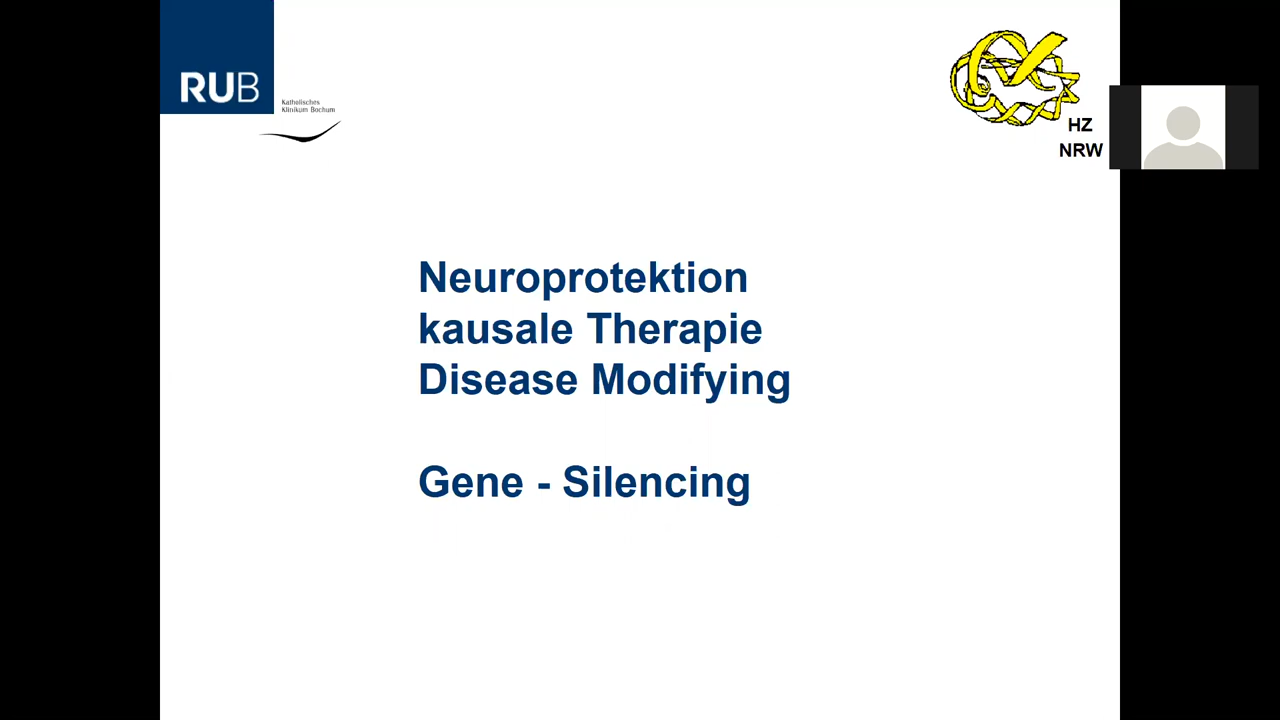 RUB
Katholisches
Klinikum Bochum
HZ
NRW
Neuroprotektion
kausale Therapie
Disease Modifying
Gene - Silencing